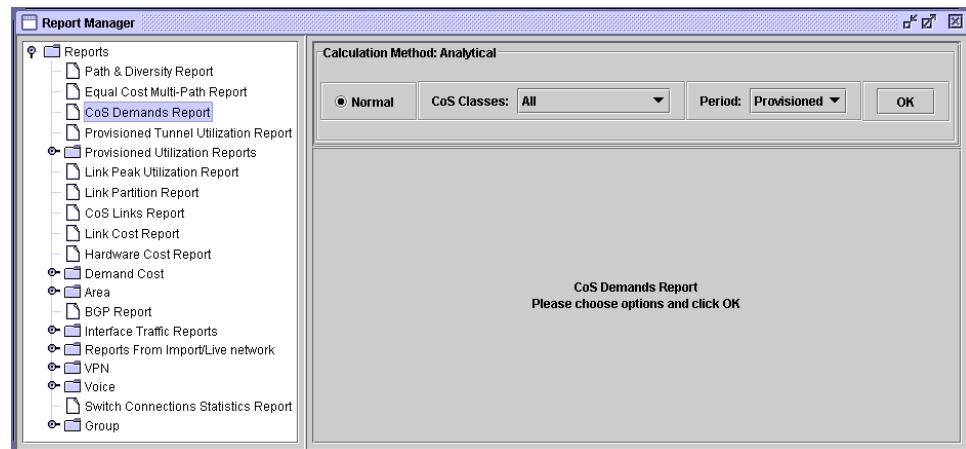 Report Manager
Reports
Path & Diversity Report
Equal Cost Multi-Path Report
CoS Demands Report
Provisioned Tunnel Utilization Report
Provisioned Utilization Reports
Link Peak Utilization Report
Link Partition Report
CoS Links Report
Link Cost Report
Hardware Cost Report
Demand Cost
Area
BGP Report
Interface Traffic Reports
Reports From Import/Live network
VPN
Voice
Switch Connections Statistics Report
Group
Calculation Method: Analytical
Normal CoS Classes: All Period: Provisioned OK
CoS Demands Report
Please choose options and click OK